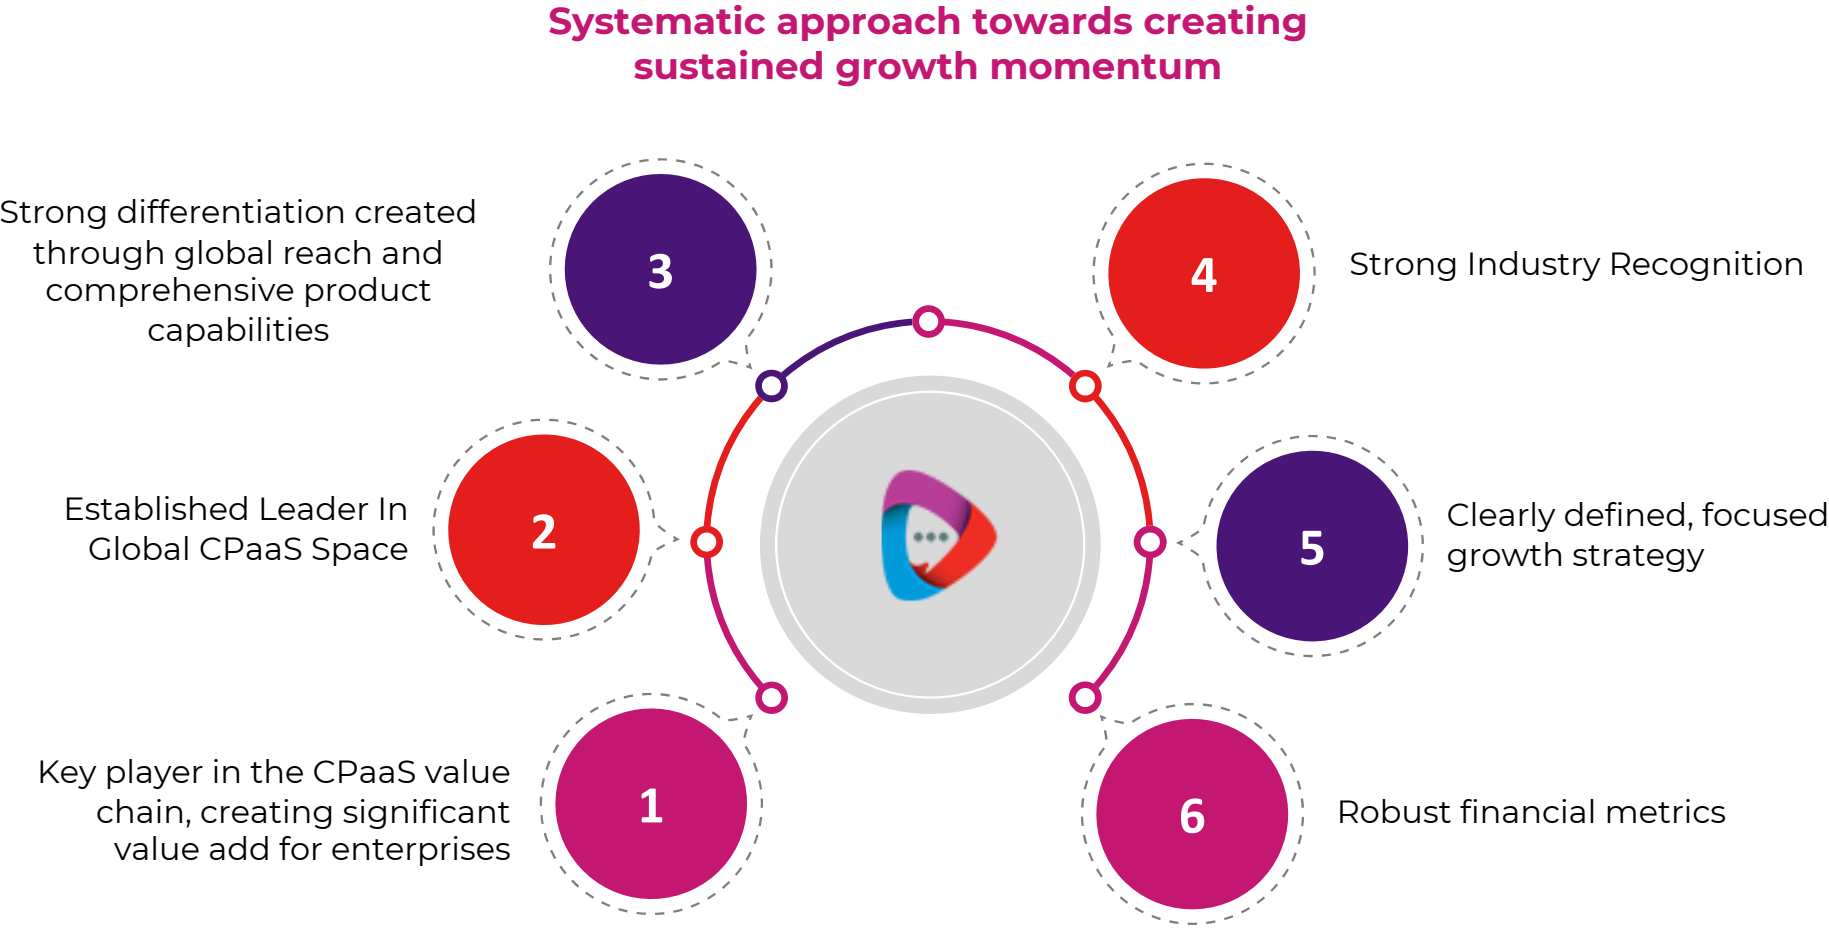 Systematic approach towards creating
sustained growth momentum
3
Strong differentiation created
through global reach and
comprehensive product
capabilities
4
Strong Industry Recognition
2
Established Leader In
Global CPaaS Space
5
Clearly defined, focused
growth strategy
1
Key player in the CPaaS value
chain, creating significant
value add for enterprises
6
Robust financial metrics